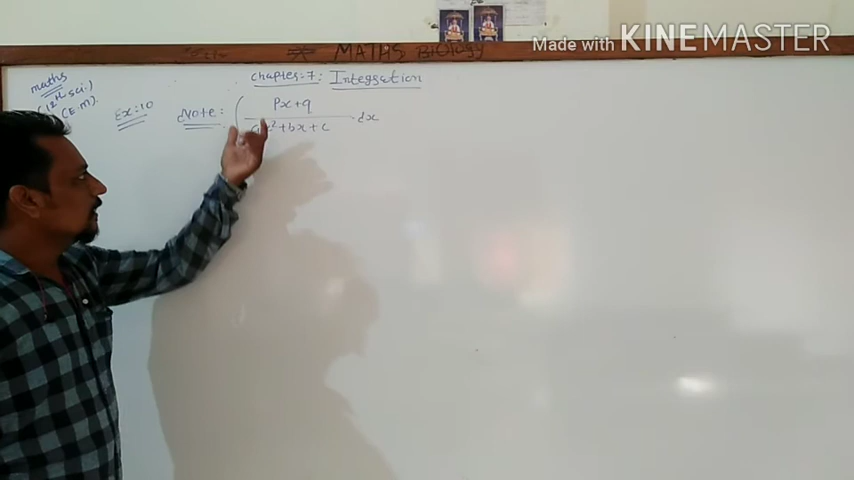 MATHS BIOLOGY
Made with KINEMASTER
Chapter:7: Integration
maths
(12th sci.)
(E.M).
Ex:10
Note: ∫ px+q / ax²+bx+c dx